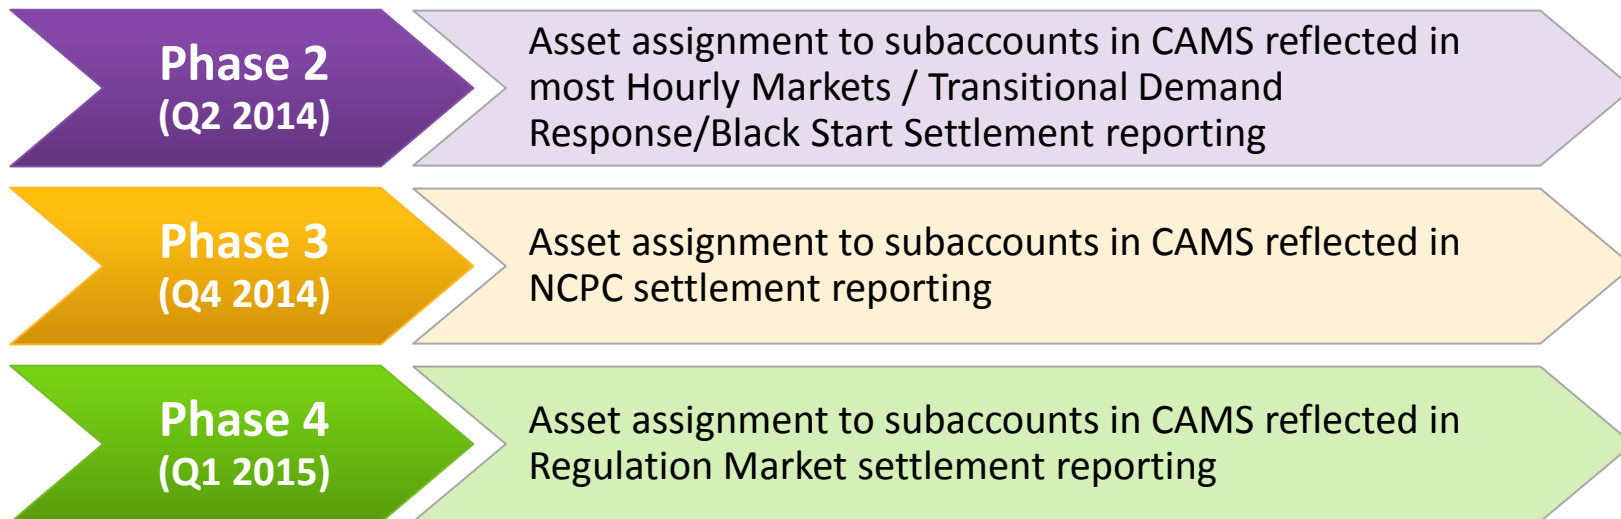 Phase 2
(Q2 2014)
Asset assignment to subaccounts in CAMS reflected in
most Hourly Markets / Transitional Demand
Response/Black Start Settlement reporting
Phase 3
(Q4 2014)
Asset assignment to subaccounts in CAMS reflected in
NCPC settlement reporting
Phase 4
(Q1 2015)
Asset assignment to subaccounts in CAMS reflected in
Regulation Market settlement reporting